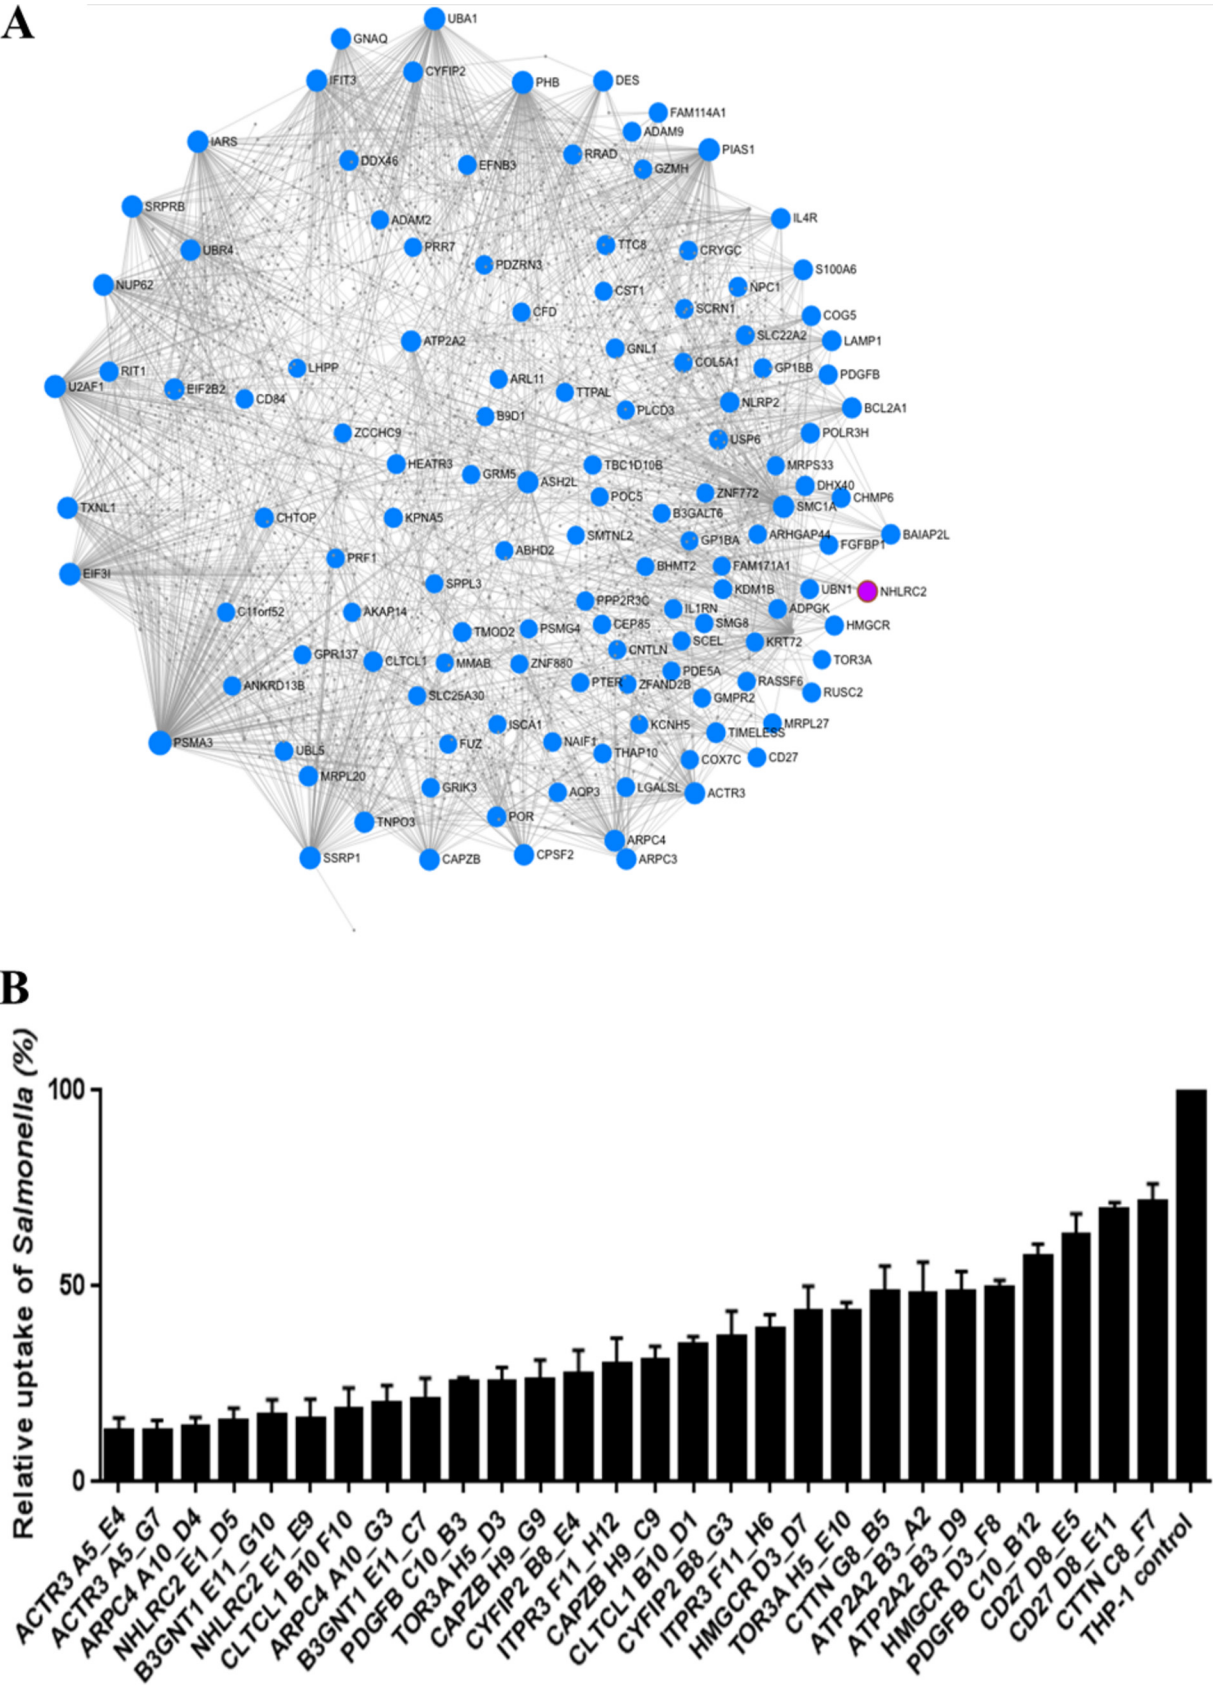 A
UBA1
GNAQ
CYFIP2
IFIT3
PHB
DES
FAM114A1
ADAM9
IARS
PIAS1
DDX46
EFNB3
RRAD
GZMH
SRPRB
ADAM2
IL4R
UBR4
PRR7
TTC8
CRYGC
PDZRN3
S100A6
NUP62
CST1
NPC1
CFD
SCRN1
COG5
ATP2A2
GNL1
SLC22A2
LAMP1
RIT1
LHPP
COL5A1
GP1BB
PDGFB
U2AF1
EIF2B2
CD84
ARL11
TTPAL
NLRP2
B9D1
PLCD3
BCL2A1
ZCCHC9
USP6
POLR3H
HEATR3
GRM5
ASH2L
TBC1D10B
MRPS33
DHX40
POC5
ZNF772
CHMP6
TXNL1
CHTOP
KPNA5
B3GALT6
SMC1A
SMTNL2
GP1BA
ARHGAP44
BAIAP2L
FGFBP1
ABHD2
PRF1
EIF3I
SPPL3
BHMT2
FAM171A1
KDM1B
UBN1
NHLRC2
C11orf52
AKAP14
PPP2R3C
IL1RN
ADPGK
TMOD2
PSMG4
CEP85
SMG8
HMGCR
GPR137
CLTCL1
MMAB
ZNF880
CNTLN
SCEL
KRT72
TOR3A
ANKRD13B
SLC25A30
PTER
ZFAND2B
PDE5A
RASSF6
GMPR2
RUSC2
PSMA3
UBL5
FUZ
ISCA1
NAIF1
KCNH5
TIMELESS
MRPL27
MRPL20
GRIK3
THAP10
COX7C
CD27
AQP3
LGALSL
ACTR3
TNPO3
POR
ARPC4
SSRP1
CAPZB
CPSF2
ARPC3
B
Relative uptake of Salmonella (%)
100
50
0
ACTR3 A5_E4
ACTR3 A5_G7
ARPC4 A10_D4
NHLRC2 E1_D5
B3GNT1 E11_G10
NHLRC2 E1_E9
CLTCL1 B10 F10
ARPC4 A10_G3
B3GNT1 E11_C7
PDGFB C10_B3
TOR3A H5_D3
CAPZB H9_G9
CYFIP2 B8_E4
ITPR3 F11_H12
CAPZB H9_C9
CLTCL1 B10_D1
CYFIP2 B8_G3
ITPR3 F11_H6
HMGCR D3_D7
TOR3A H5_E10
CTTN G8_B5
ATP2A2 B3_A2
ATP2A2 B3_D9
HMGCR D3_F8
PDGFB C10_B12
CD27 D8_E5
CD27 D8_E11
CTTN C8_F7
THP-1 control